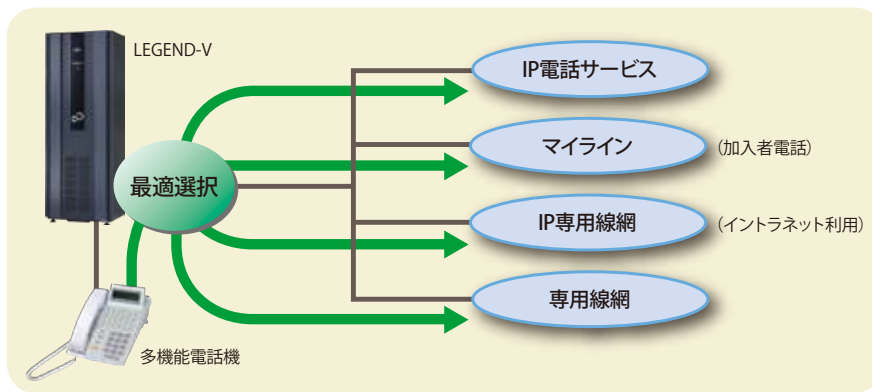 LEGEND-V
IP電話サービス
マイライン
(加入者電話)
最適選択
IP専用線網
(イントラネット利用)
専用線網
多機能電話機